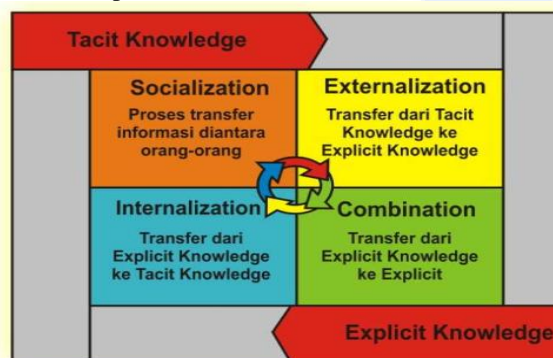 Tacit Knowledge
Socialization
Proses transfer
informasi diantara
orang-orang
Externalization
Transfer dari Tacit
Knowledge ke
Explicit Knowledge
Internalization
Transfer dari
Explicit Knowledge
ke Tacit Knowledge
Combination
Transfer dari
Explicit Knowledge
ke Explicit
Explicit Knowledge